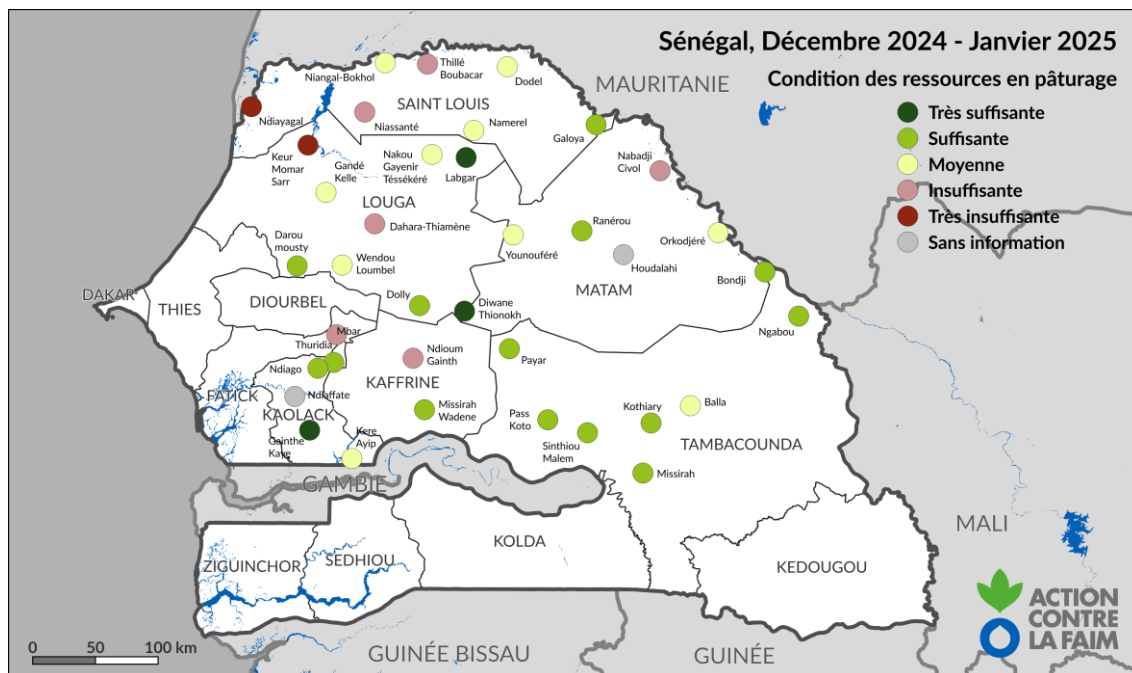 Sénégal, Décembre 2024 - Janvier 2025
Condition des ressources en pâturage
Très suffisante
Suffisante
Moyenne
Insuffisante
Très insuffisante
Sans information
MAURITANIE
Niangal-Bokhol
Thillé
Boubacar
Dodel
SAINT LOUIS
Ndiayagal
Niassanté
Namerel
Galoya
Keur
Momar
Sarr
Gandé
Kelle
Nakou
Gayenir
Téssékéré
Labgar
Nabadji
Civol
LOUGA
Dahara-Thiamène
Ranérou
Orkodjéré
Younouféré
Houdalahi
Darou
mousty
Wendou
Loumbel
Bondji
MATAM
DAKAR
THIES
DIOURBEL
Dolly
Diwane
Thionokh
Ngabou
Mbar
Thuridia
Ndiago
Ndioum
Gainth
Payar
KAFFRINE
FATICK
Ndiaffate
KAOLACK
Missirah
Wadene
Pass
Koto
Kothiary
Balla
Gainthe
Kaye
Kere
Ayip
Sinthiou
Malem
TAMBACOUNDA
Missirah
GAMBIE
MALI
KOLDA
ZIGUINCHOR
SEDHIOU
KEDOUGOU
GUINÉE BISSAU
GUINÉE
0 50 100 km
ACTION
CONTRE
LA FAIM